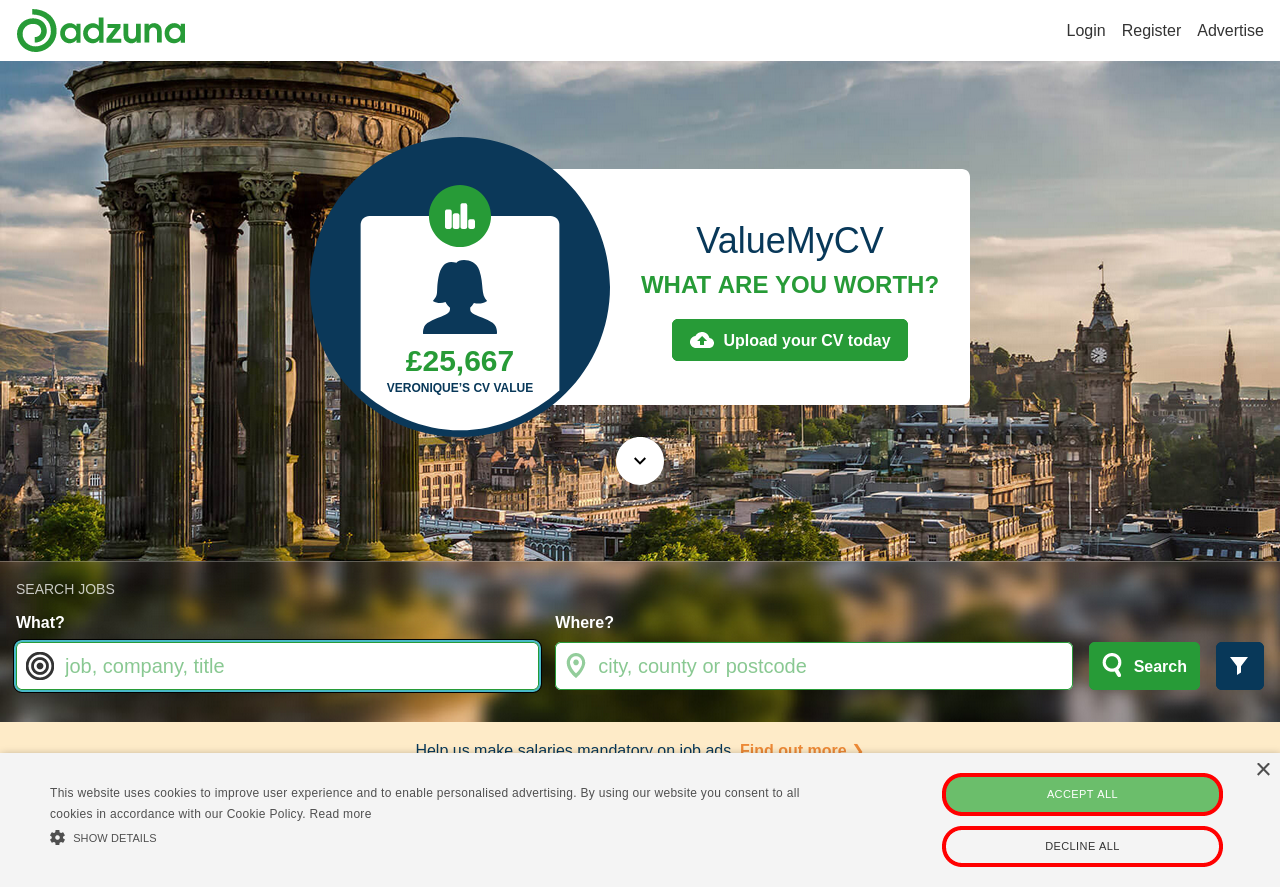 adzuna
Login Register Advertise
ValueMyCV
WHAT ARE YOU WORTH?
Upload your CV today
£25,667
VERONIQUE'S CV VALUE
SEARCH JOBS
What?
Where?
job, company, title
city, county or postcode
Search
Help us make salaries mandatory on job ads. Find out more ❯
This website uses cookies to improve user experience and to enable personalised advertising. By using our website you consent to all
cookies in accordance with our Cookie Policy. Read more
SHOW DETAILS
×
ACCEPT ALL
DECLINE ALL